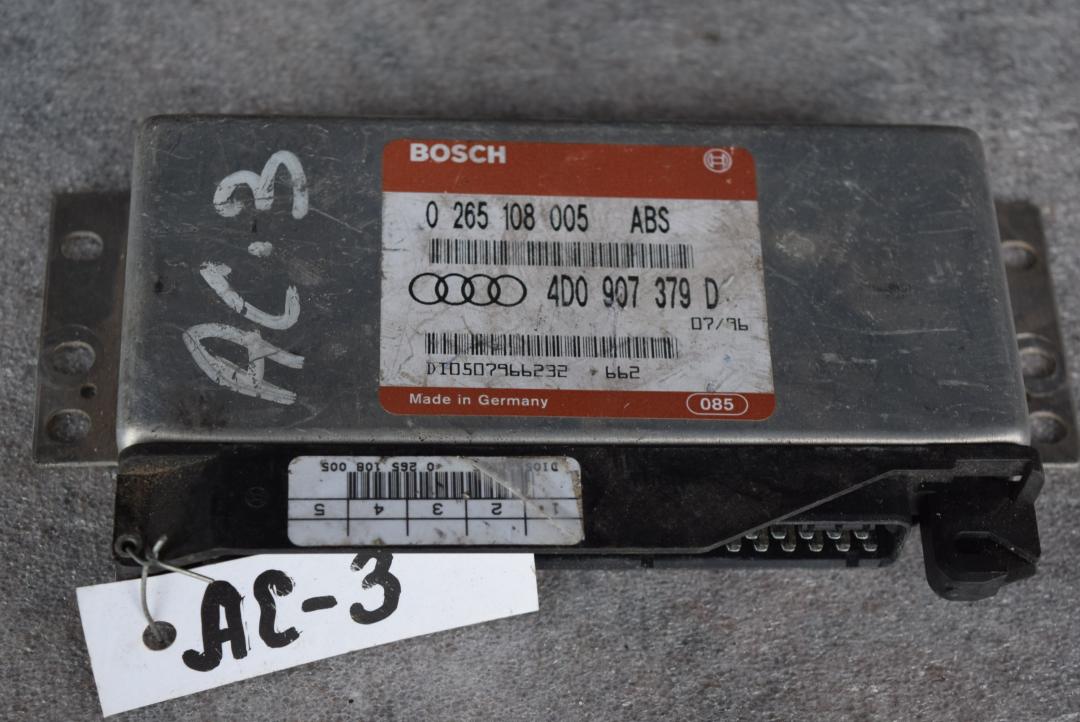 AC.3
BOSCH
0 265 108 005 ABS
4D0 907 379 D
07/96
DI0507966232 662
Made in Germany 085
0 265 108 005
1 2 3 4 5
AC-3